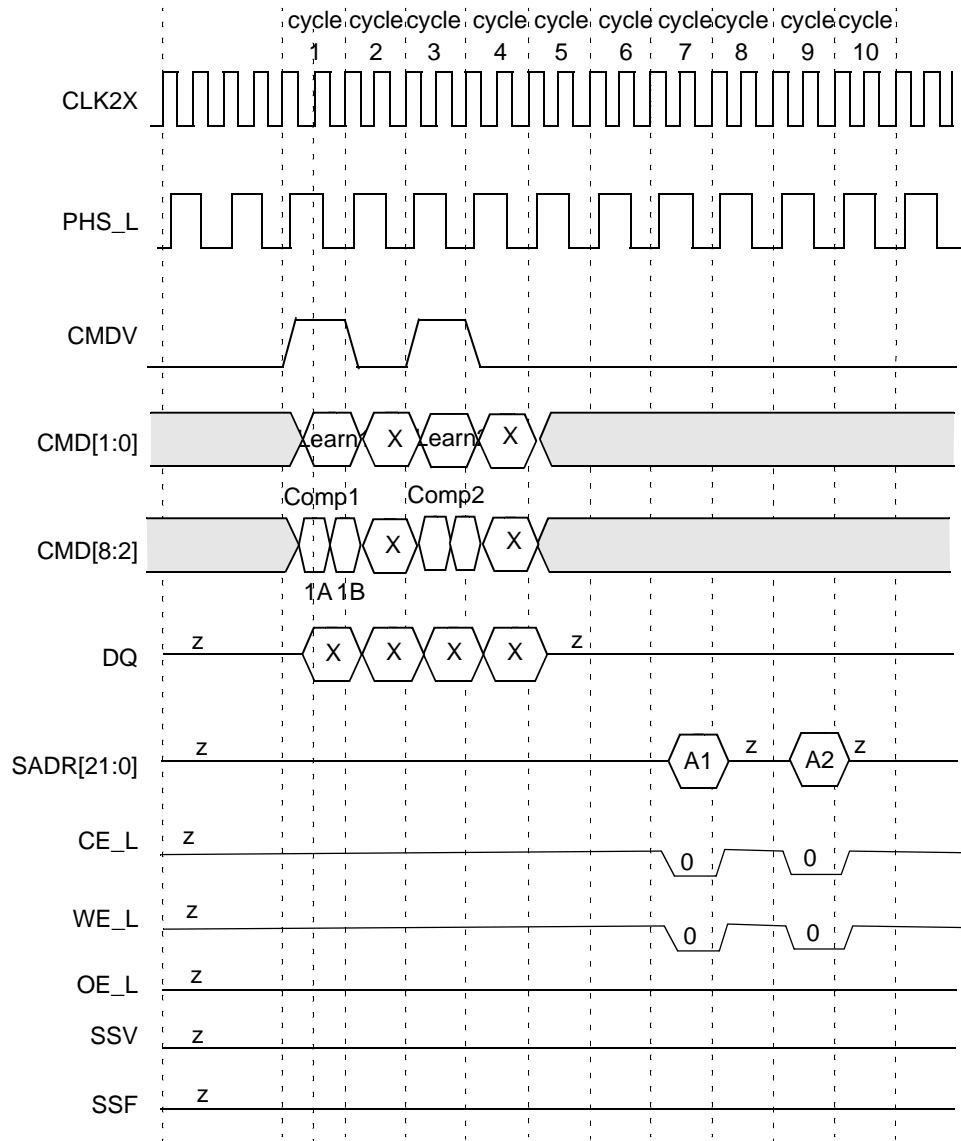 cycle cycle cycle cycle cycle cycle cycle cycle cycle cycle
1 2 3 4 5 6 7 8 9 10
CLK2X
PHS_L
CMDV
CMD[1:0] Learn1 X Learn2 X
Comp1 Comp2
CMD[8:2] X X
1A 1B
DQ z X X X X z
SADR[21:0] z A1 z A2 z
CE_L z 0 0
WE_L z 0 0
OE_L z
SSV z
SSF z